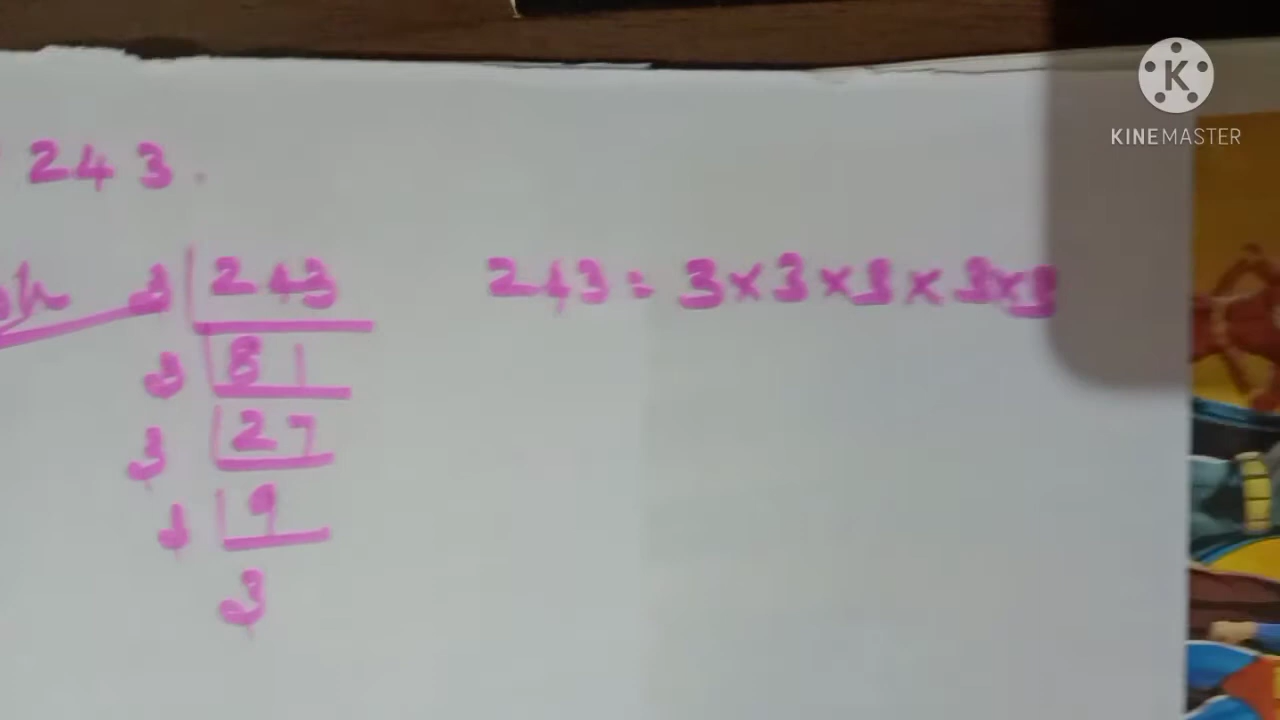 243.
3 | 243
243 = 3×3×3×3×3
3 | 81
3 | 27
3 | 9
3
KINEMASTER